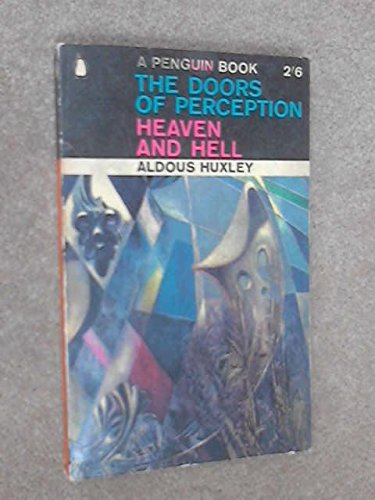 A PENGUIN BOOK 2/6
THE DOORS
OF PERCEPTION
HEAVEN
AND HELL
ALDOUS HUXLEY